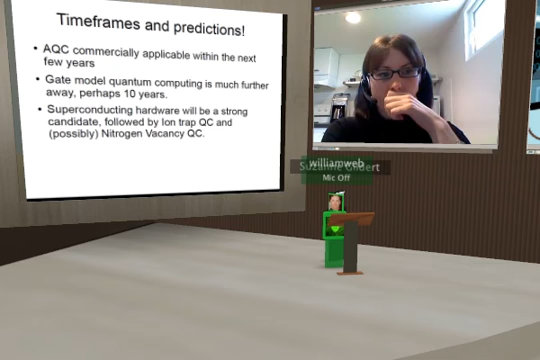 Timeframes and predictions!
• AQC commercially applicable within the next
few years
• Gate model quantum computing is much further
away, perhaps 10 years.
• Superconducting hardware will be a strong
candidate, followed by Ion trap QC and
(possibly) Nitrogen Vacancy QC.
williamweb
Suzanne Gildert
Mic Off